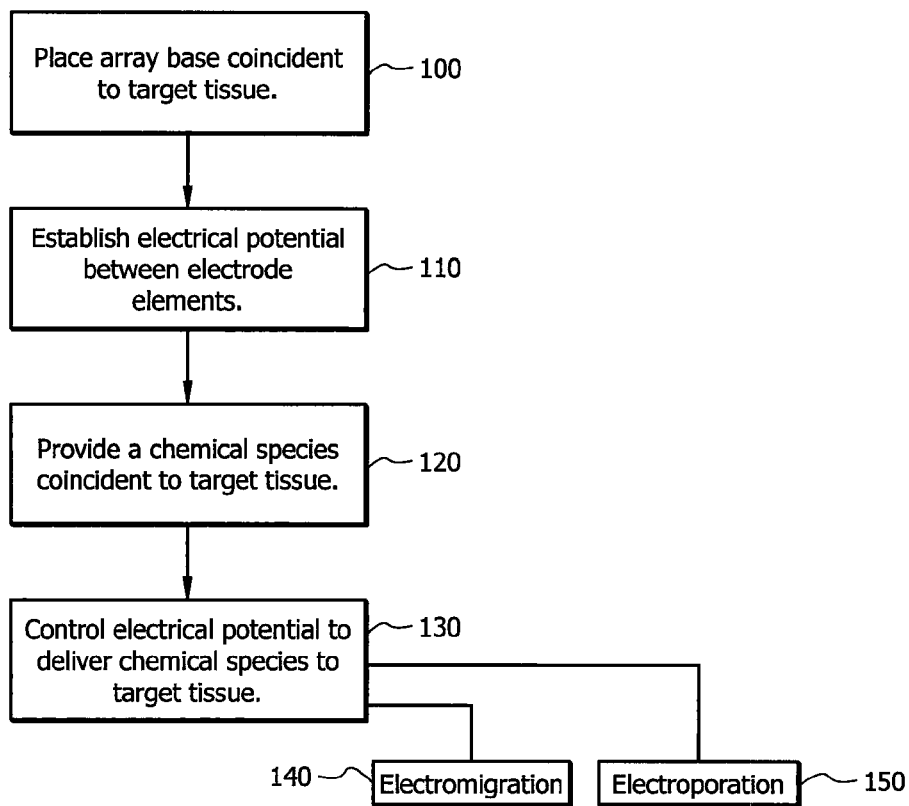 Place array base coincident
to target tissue.
100
Establish electrical potential
between electrode
elements.
110
Provide a chemical species
coincident to target tissue.
120
Control electrical potential to
deliver chemical species to
target tissue.
130
140
Electromigration
Electroporation
150